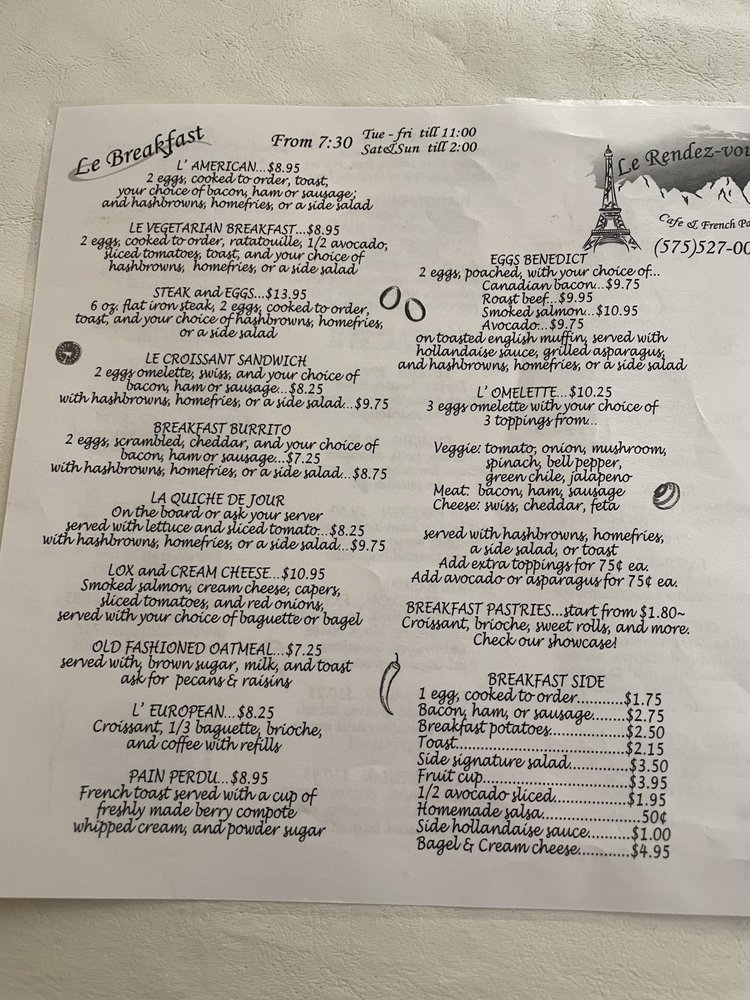 Le Breakfast
From 7:30
Tue - fri till 11:00
Sat&Sun till 2:00
L' AMERICAN...$8.95
2 eggs, cooked to order, toast,
your choice of bacon, ham or sausage;
and hashbrowns, homefries, or a side salad
LE VEGETARIAN BREAKFAST...$8.95
2 eggs, cooked to order, ratatouille, 1/2 avocado,
sliced tomatoes, toast, and your choice of
hashbrowns, homefries, or a side salad
STEAK and EGGS...$13.95
6 oz. flat iron steak, 2 eggs, cooked to order,
toast, and your choice of hashbrowns, homefries,
or a side salad
LE CROISSANT SANDWICH
2 eggs omelette, swiss, and your choice of
bacon, ham or sausage...$8.25
with hashbrowns, homefries, or a side salad...$9.75
BREAKFAST BURRITO
2 eggs, scrambled, cheddar, and your choice of
bacon, ham or sausage...$7.25
with hashbrowns, homefries, or a side salad...$8.75
LA QUICHE DE JOUR
On the board or ask your server
served with lettuce and sliced tomato...$8.25
with hashbrowns, homefries, or a side salad...$9.75
LOX and CREAM CHEESE...$10.95
Smoked salmon, cream cheese, capers,
sliced tomatoes, and red onions,
served with your choice of baguette or bagel
OLD FASHIONED OATMEAL...$7.25
served with, brown sugar, milk, and toast
ask for pecans & raisins
L' EUROPEAN...$8.25
Croissant, 1/3 baguette, brioche,
and coffee with refills
PAIN PERDU...$8.95
French toast served with a cup of
freshly made berry compote
whipped cream, and powder sugar
Le Rendez-vou
Cafe & French Pa
(575)527-00
EGGS BENEDICT
2 eggs, poached, with your choice of...
Canadian bacon...$9.75
Roast beef...$9.95
Smoked salmon...$10.95
Avocado...$9.75
on toasted english muffin, served with
hollandaise sauce, grilled asparagus,
and hashbrowns, homefries, or a side salad
L' OMELETTE...$10.25
3 eggs omelette with your choice of
3 toppings from...
Veggie: tomato, onion, mushroom,
spinach, bell pepper,
green chile, jalapeno
Meat: bacon, ham, sausage
Cheese: swiss, cheddar, feta
served with hashbrowns, homefries,
a side salad, or toast
Add extra toppings for 75¢ ea.
Add avocado or asparagus for 75¢ ea.
BREAKFAST PASTRIES...start from $1.80~
Croissant, brioche, sweet rolls, and more.
Check our showcase!
BREAKFAST SIDE
1 egg, cooked to order...........$1.75
Bacon, ham, or sausage........$2.75
Breakfast potatoes..................$2.50
Toast.......................................$2.15
Side signature salad..............$3.50
Fruit cup.................................$3.95
1/2 avocado sliced.................$1.95
Homemade salsa.......................50¢
Side hollandaise sauce..........$1.00
Bagel & Cream cheese............$4.95